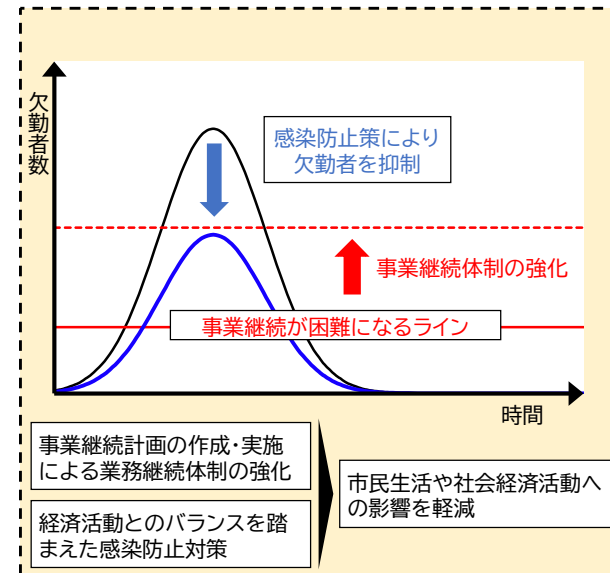 欠勤者数
感染防止策により
欠勤者を抑制
事業継続体制の強化
事業継続が困難になるライン
時間
事業継続計画の作成・実施
による業務継続体制の強化
経済活動とのバランスを踏
まえた感染防止対策
市民生活や社会経済活動へ
の影響を軽減